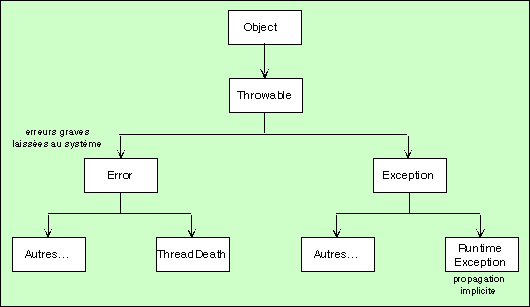 Object
Throwable
erreurs graves
laissées au système
Error
Exception
Autres...
ThreadDeath
Autres...
Runtime
Exception
propagation
implicite